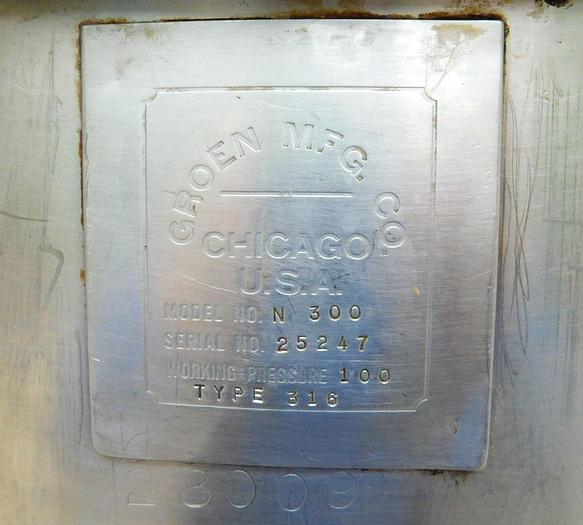 GROEN MFG. CO.
CHICAGO
U.S.A.
MODEL NO. N 300
SERIAL NO. 25247
WORKING-PRESSURE 100
TYPE 316